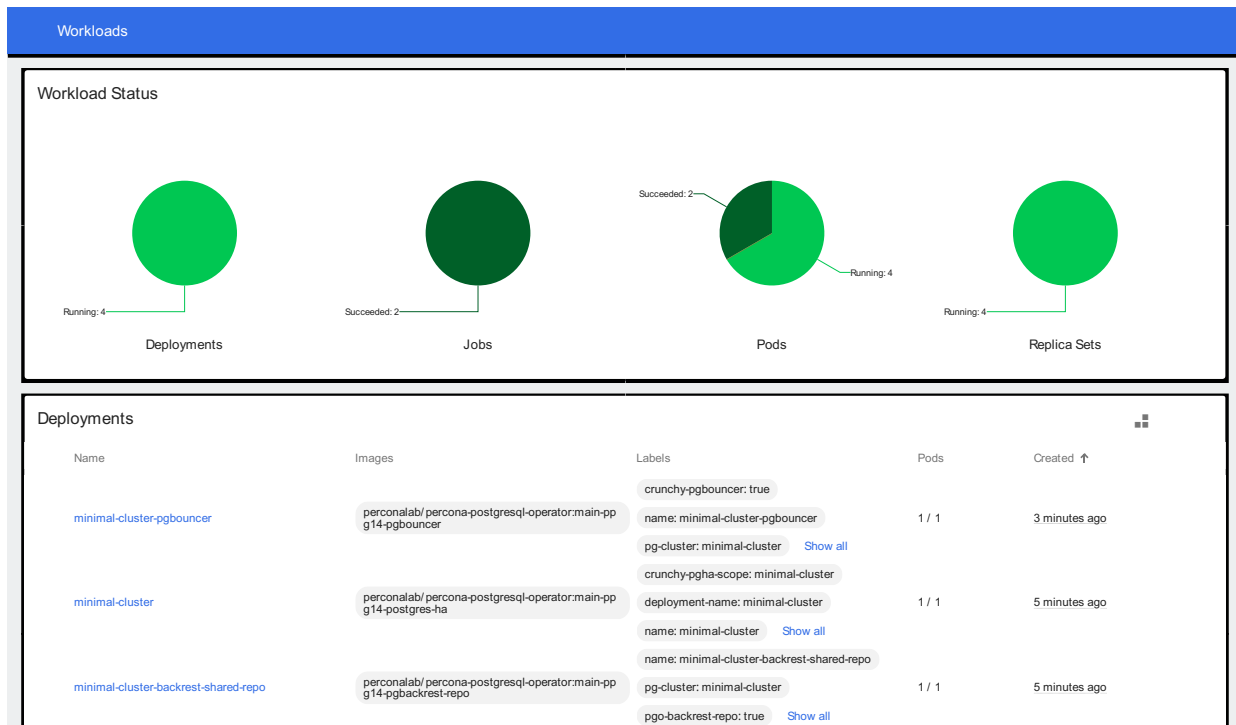 Workloads
Workload Status
Succeeded: 2
Running: 4
Running: 4
Succeeded: 2
Running: 4
Deployments
Jobs
Pods
Replica Sets
Deployments
Name
Images
Labels
Pods
Created
minimal-cluster-pgbouncer
perconalab/percona-postgresql-operator:main-pp
g14-pgbouncer
crunchy-pgbouncer: true
name: minimal-cluster-pgbouncer
pg-cluster: minimal-cluster Show all
1 / 1
3 minutes ago
minimal-cluster
perconalab/percona-postgresql-operator:main-pp
g14-postgres-ha
crunchy-pgha-scope: minimal-cluster
deployment-name: minimal-cluster
name: minimal-cluster Show all
1 / 1
5 minutes ago
minimal-cluster-backrest-shared-repo
perconalab/percona-postgresql-operator:main-pp
g14-pgbackrest-repo
name: minimal-cluster-backrest-shared-repo
pg-cluster: minimal-cluster
pgo-backrest-repo: true Show all
1 / 1
5 minutes ago